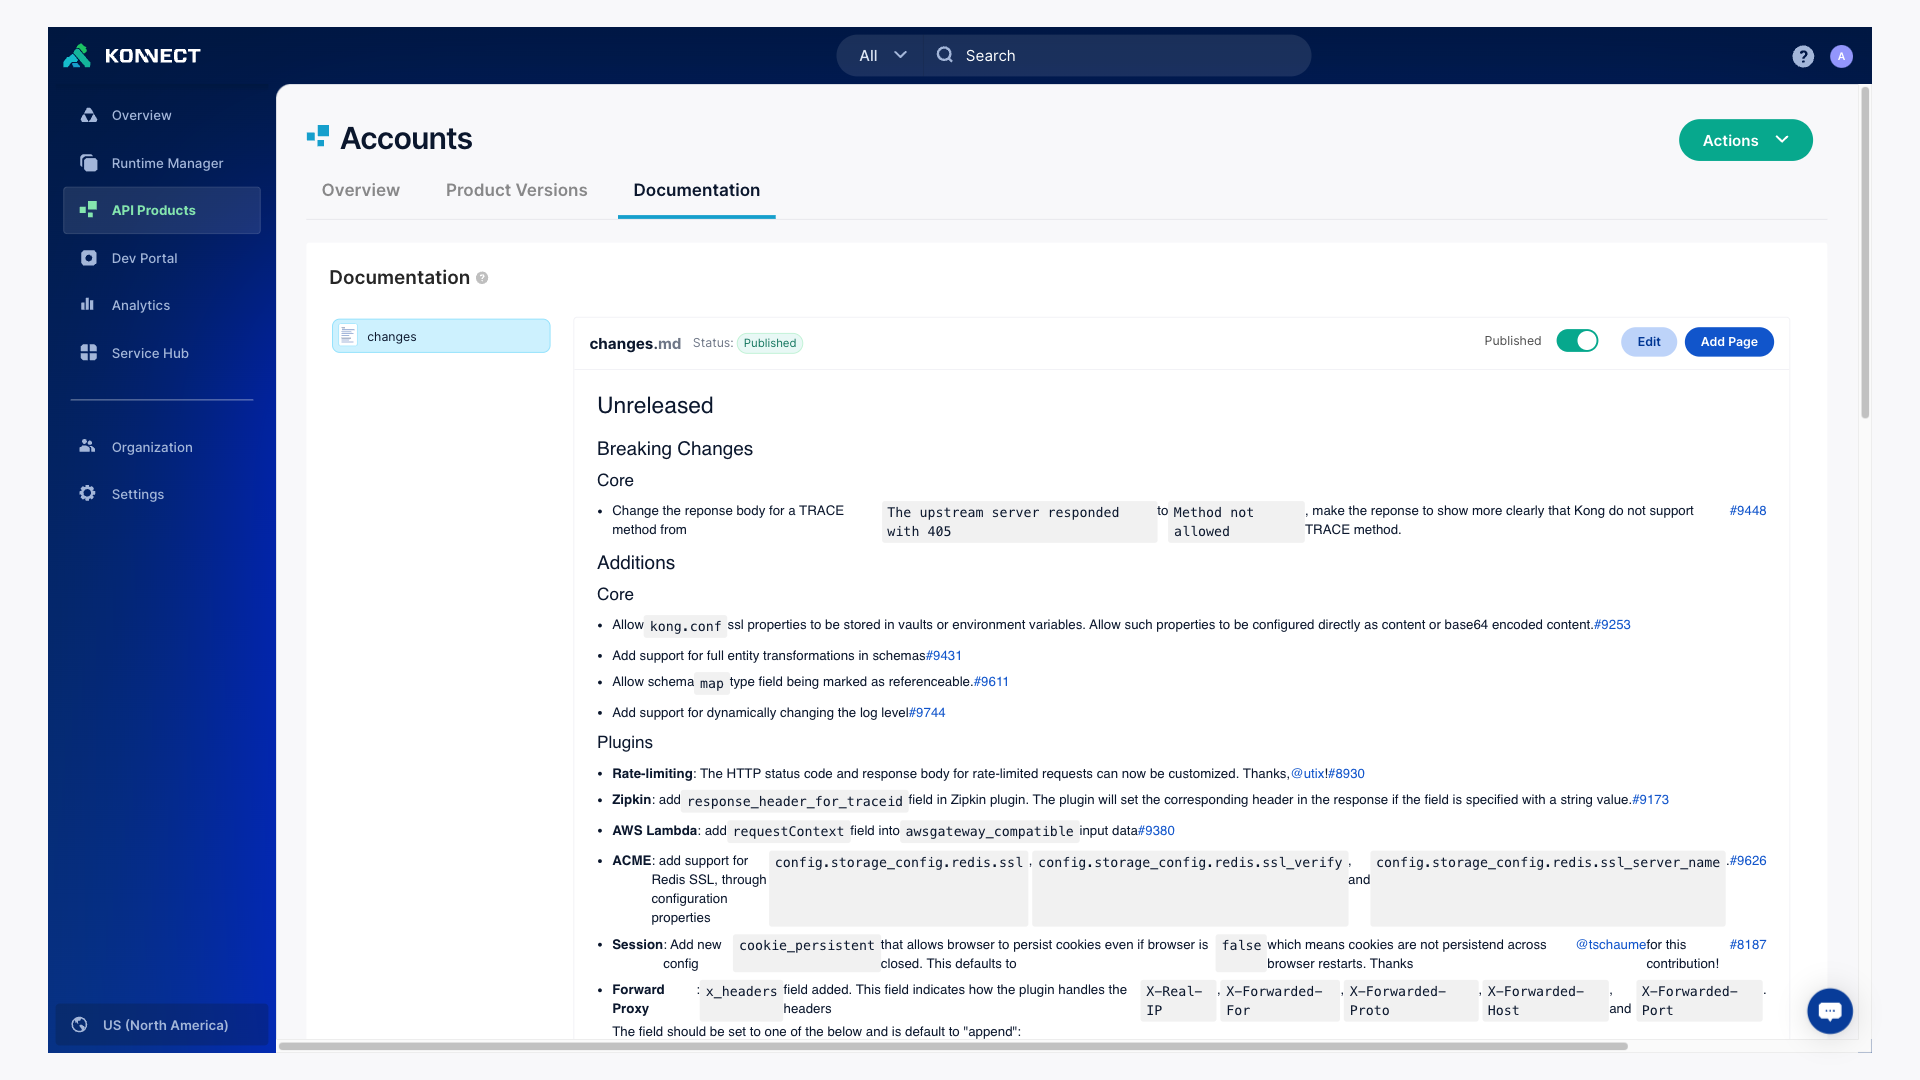 KONNECT
All
Search
?
A
Overview
Runtime Manager
API Products
Dev Portal
Analytics
Service Hub
Organization
Settings
US (North America)
Accounts
Actions
Overview
Product Versions
Documentation
Documentation ?
changes
changes.md Status: Published
Published
Edit
Add Page
Unreleased
Breaking Changes
Core
• Change the reponse body for a TRACE method from The upstream server responded with 405 to Method not allowed, make the reponse to show more clearly that Kong do not support TRACE method. #9448
Additions
Core
• Allow kong.conf ssl properties to be stored in vaults or environment variables. Allow such properties to be configured directly as content or base64 encoded content.#9253
• Add support for full entity transformations in schemas#9431
• Allow schema map type field being marked as referenceable.#9611
• Add support for dynamically changing the log level#9744
Plugins
• Rate-limiting: The HTTP status code and response body for rate-limited requests can now be customized. Thanks,@utix!#8930
• Zipkin: add response_header_for_traceid field in Zipkin plugin. The plugin will set the corresponding header in the response if the field is specified with a string value.#9173
• AWS Lambda: add requestContext field into awsgateway_compatible input data#9380
• ACME: add support for Redis SSL, through configuration properties config.storage_config.redis.ssl, config.storage_config.redis.ssl_verify, and config.storage_config.redis.ssl_server_name.#9626
• Session: Add new config cookie_persistent that allows browser to persist cookies even if browser is closed. This defaults to false which means cookies are not persistend across browser restarts. Thanks @tschaume for this contribution! #8187
• Forward Proxy: x_headers field added. This field indicates how the plugin handles the headers X-Real-IP, X-Forwarded-For, X-Forwarded-Proto, X-Forwarded-Host, and X-Forwarded-Port.
The field should be set to one of the below and is default to "append":